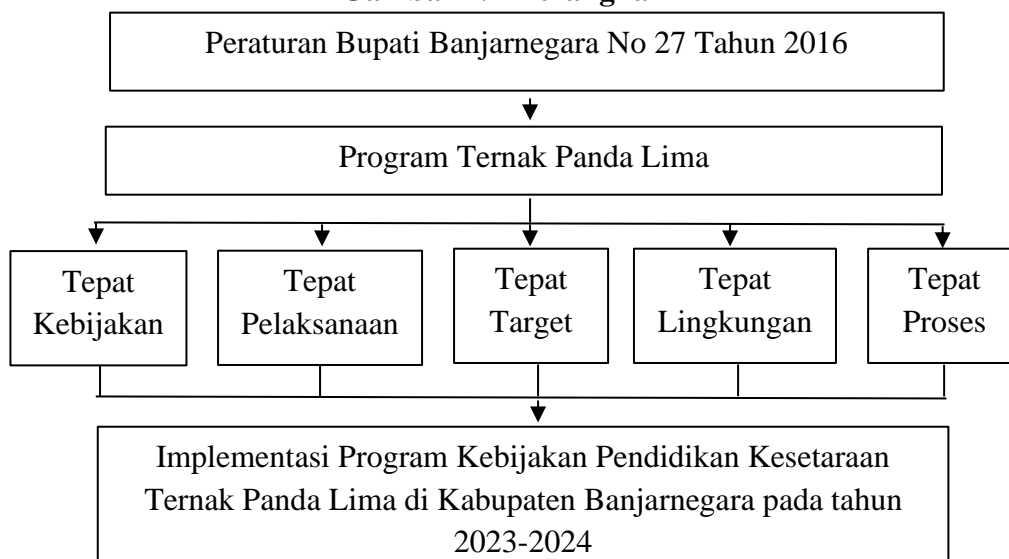 Peraturan Bupati Banjarnegara No 27 Tahun 2016
Program Ternak Panda Lima
Tepat
Kebijakan
Tepat
Pelaksanaan
Tepat
Target
Tepat
Lingkungan
Tepat
Proses
Implementasi Program Kebijakan Pendidikan Kesetaraan
Ternak Panda Lima di Kabupaten Banjarnegara pada tahun
2023-2024